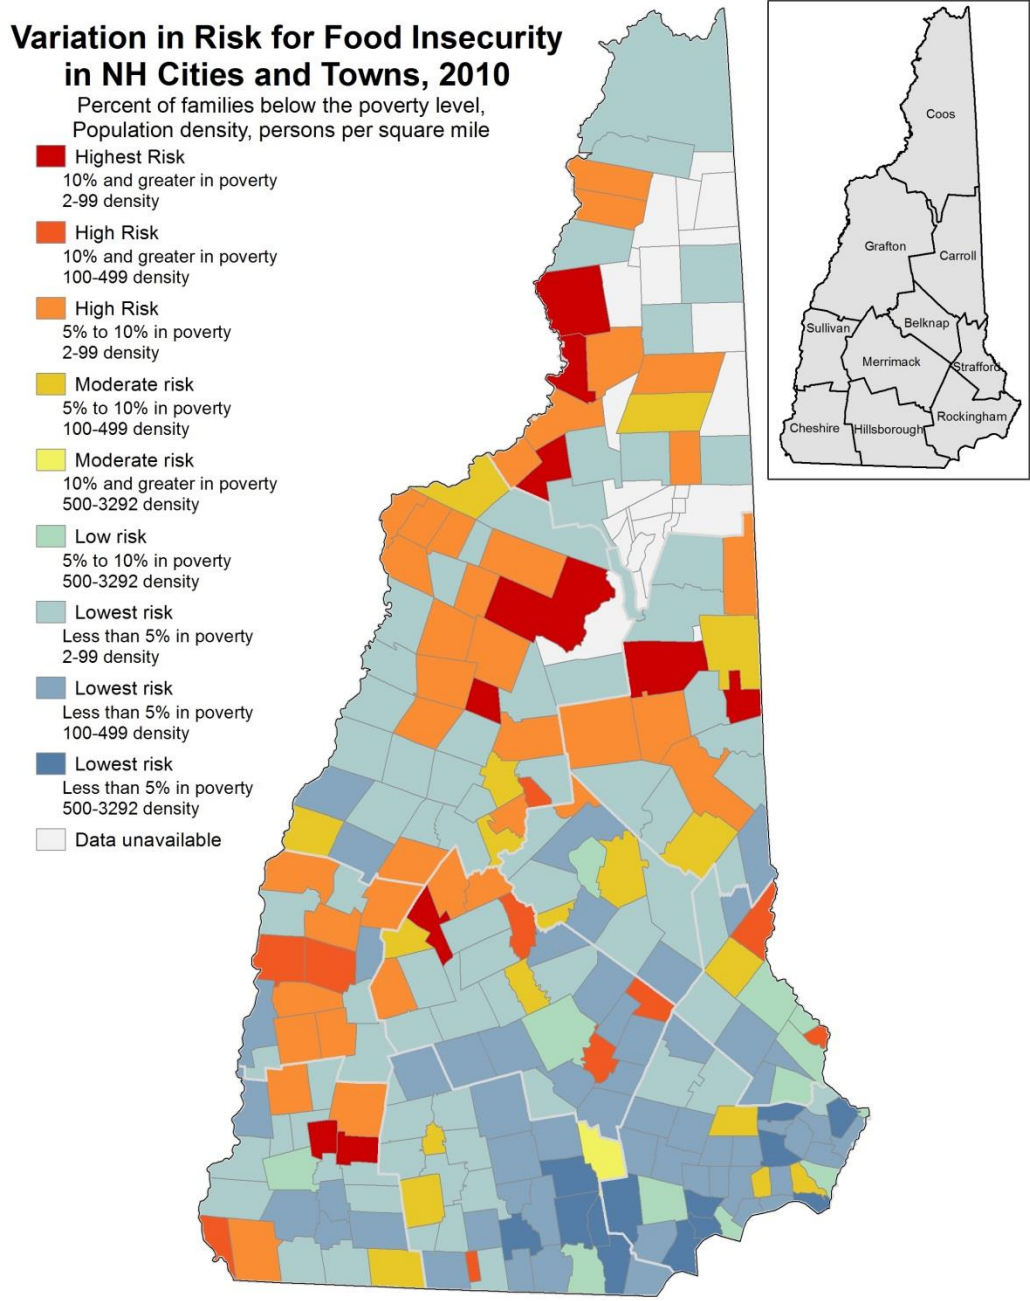 Variation in Risk for Food Insecurity
in NH Cities and Towns, 2010
Percent of families below the poverty level,
Population density, persons per square mile
Highest Risk
10% and greater in poverty
2-99 density
High Risk
10% and greater in poverty
100-499 density
High Risk
5% to 10% in poverty
2-99 density
Moderate risk
5% to 10% in poverty
100-499 density
Moderate risk
10% and greater in poverty
500-3292 density
Low risk
5% to 10% in poverty
500-3292 density
Lowest risk
Less than 5% in poverty
2-99 density
Lowest risk
Less than 5% in poverty
100-499 density
Lowest risk
Less than 5% in poverty
500-3292 density
Data unavailable
Coos
Grafton
Carroll
Sullivan
Belknap
Merrimack
Strafford
Rockingham
Cheshire
Hillsborough